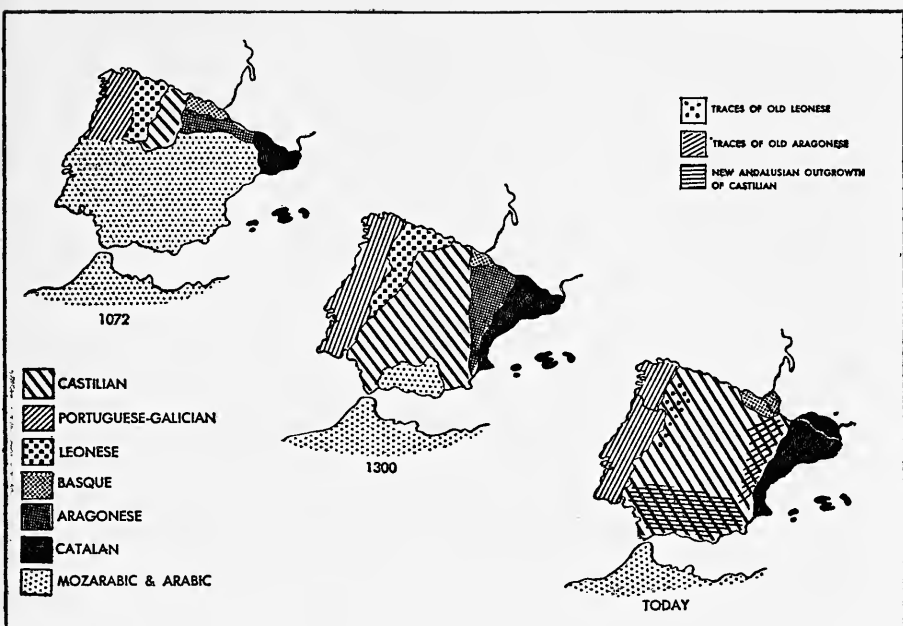 TRACES OF OLD LEONESE
TRACES OF OLD ARAGONESE
NEW ANDALUSIAN OUTGROWTH
OF CASTILIAN
1072
CASTILIAN
PORTUGUESE-GALICIAN
LEONESE
BASQUE
ARAGONESE
CATALAN
MOZARABIC & ARABIC
1300
TODAY